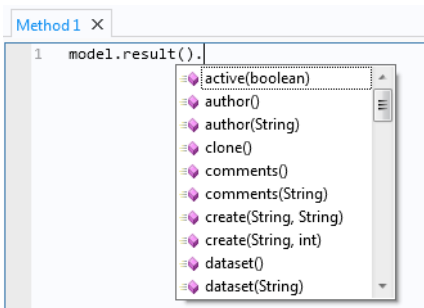 Method 1 ×
1 model.result().
active(boolean)
author()
author(String)
clone()
comments()
comments(String)
create(String, String)
create(String, int)
dataset()
dataset(String)